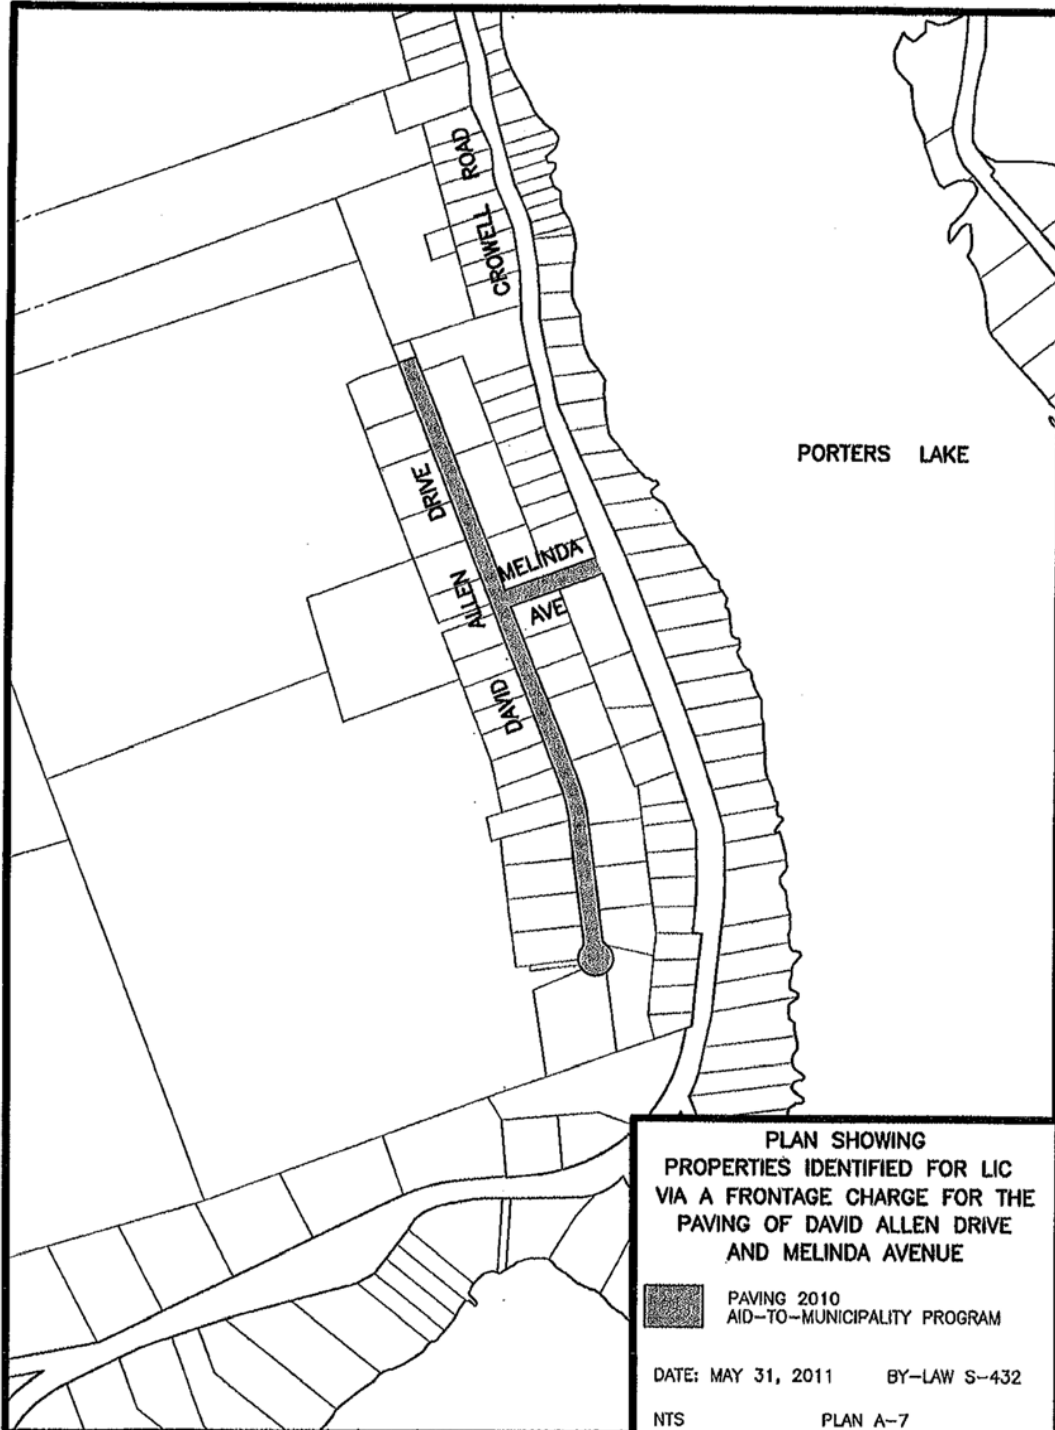 CROWELL ROAD
PORTERS LAKE
DAVID ALLEN DRIVE
MELINDA
AVE
PLAN SHOWING
PROPERTIES IDENTIFIED FOR LIC
VIA A FRONTAGE CHARGE FOR THE
PAVING OF DAVID ALLEN DRIVE
AND MELINDA AVENUE
PAVING 2010
AID-TO-MUNICIPALITY PROGRAM
DATE: MAY 31, 2011 BY-LAW S-432
NTS PLAN A-7